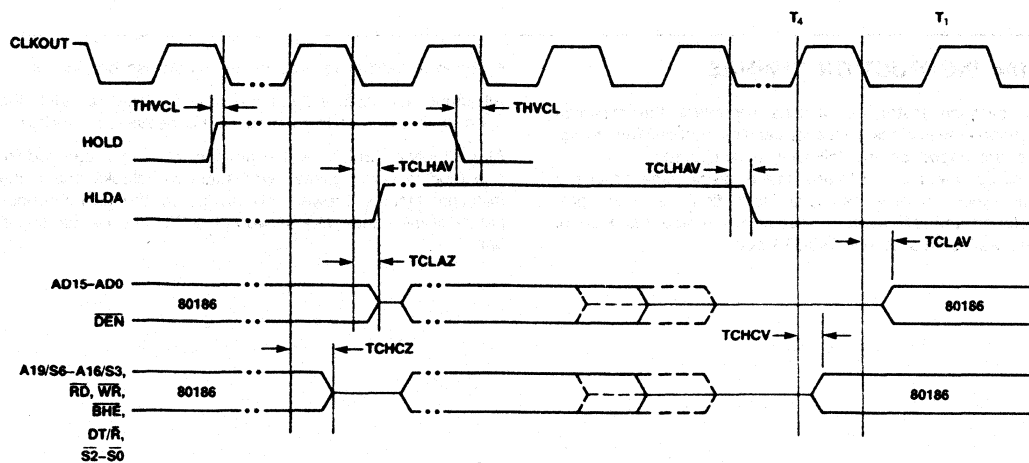 T4 T1
CLKOUT
THVCL THVCL
HOLD
TCLHAV TCLHAV
HLDA
TCLAV
TCLAZ
AD15–AD0
80186 80186
DEN
TCHCZ TCHCV
A19/S6–A16/S3,
RD, WR, 80186 80186
BHE,
DT/R,
S2–S0